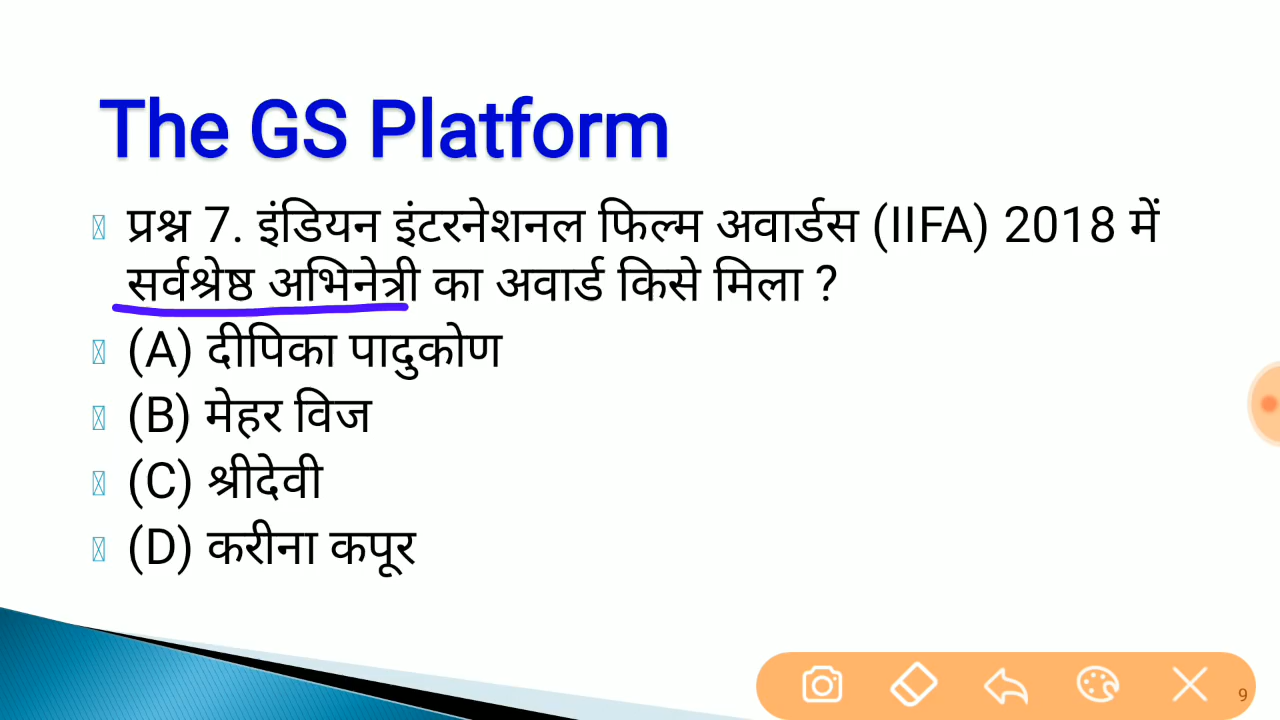 The GS Platform
प्रश्न 7. इंडियन इंटरनेशनल फिल्म अवार्डस (IIFA) 2018 में
सर्वश्रेष्ठ अभिनेत्री का अवार्ड किसे मिला ?
(A) दीपिका पादुकोण
(B) मेहर विज
(C) श्रीदेवी
(D) करीना कपूर
9